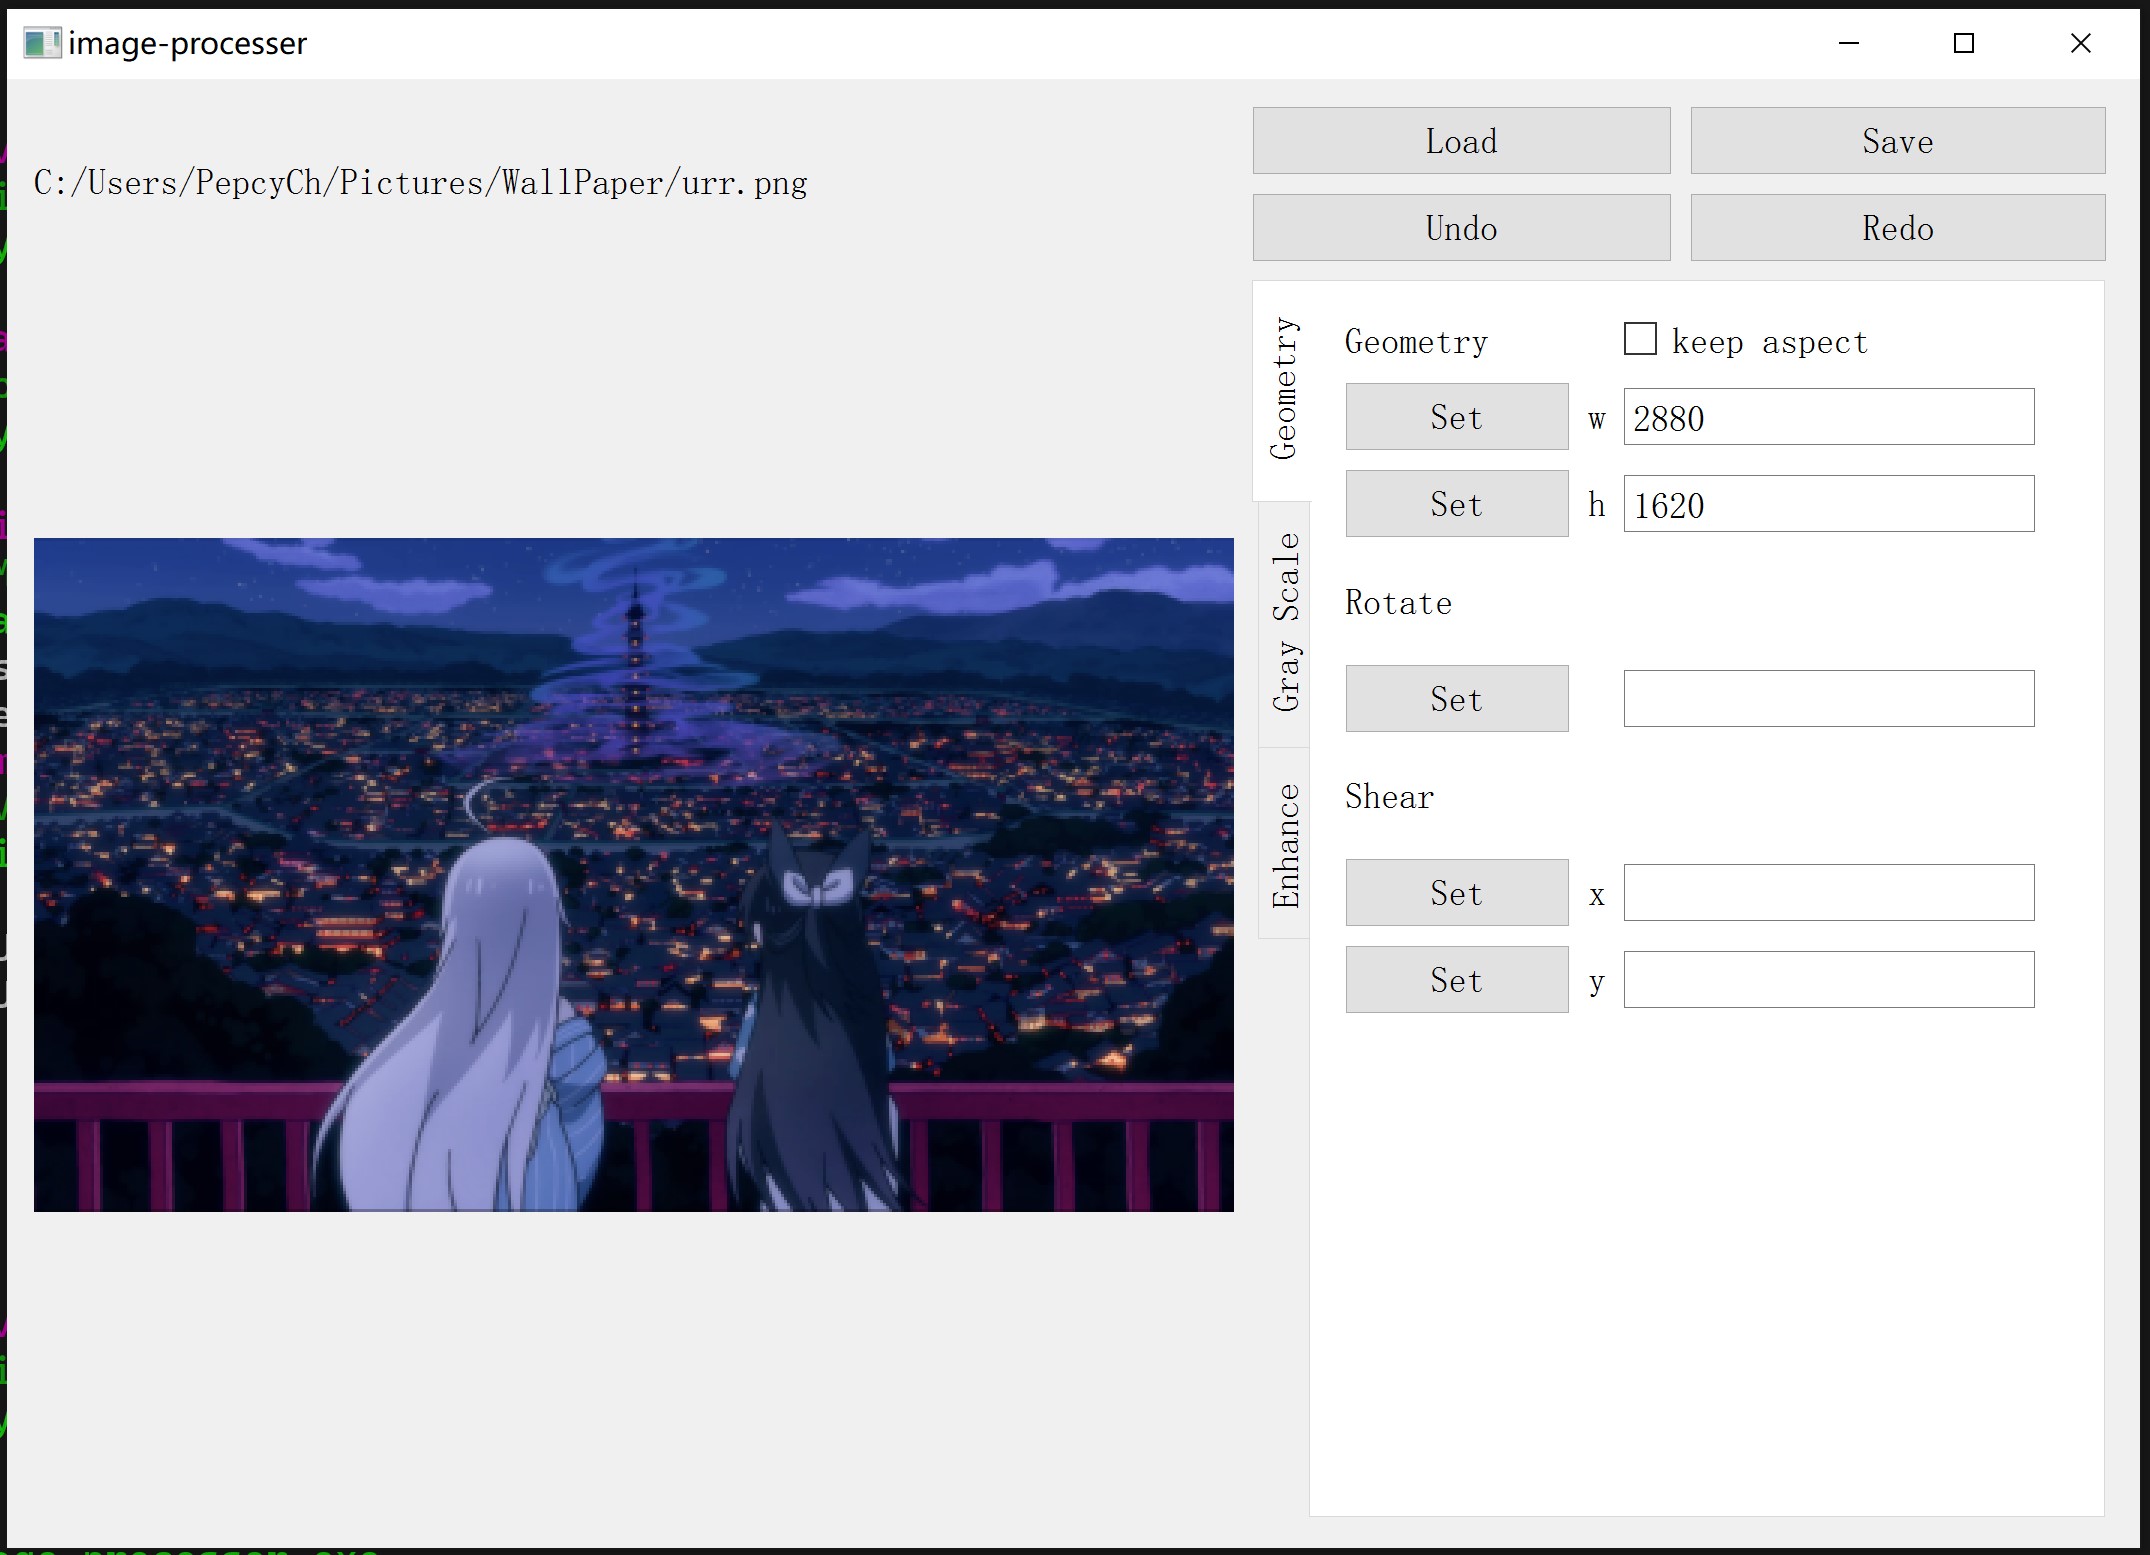 image-processer
C:/Users/PepcyCh/Pictures/WallPaper/urr.png
Load
Save
Undo
Redo
Geometry
Gray Scale
Enhance
Geometry
keep aspect
Set w 2880
Set h 1620
Rotate
Set
Shear
Set x
Set y